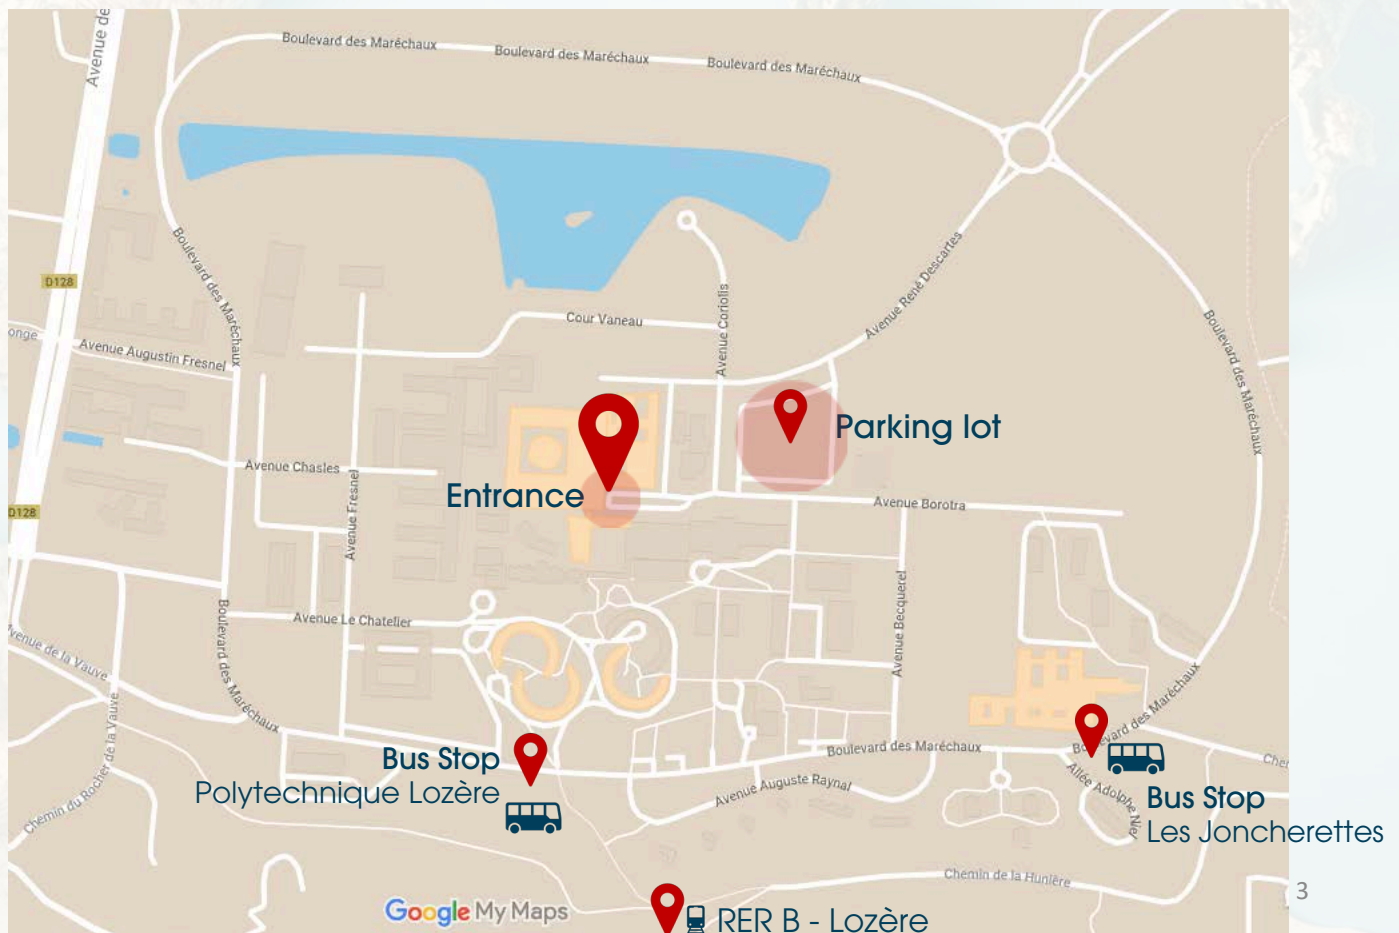 Avenue de
Boulevard des Maréchaux
Boulevard des Maréchaux
Boulevard des Maréchaux
Boulevard des Maréchaux
Avenue René Descartes
D128
Avenue Coriolis
Cour Vaneau
Boulevard des Maréchaux
onge
Avenue Augustin Fresnel
Parking lot
Avenue Chasles
Entrance
Avenue Borotra
D128
Avenue Fresnel
Avenue Becquerel
Avenue Le Chatelier
Boulevard des Maréchaux
Avenue de la Vauve
Chemin du Rocher de la Vauve
Bus Stop
Polytechnique Lozère
Boulevard des Maréchaux
Boulevard des Maréchaux
Avenue Auguste Raynal
Allée Adolphe Niel
Bus Stop
Les Joncherettes
Chemin de la Hunière
3
Google My Maps
RER B - Lozère